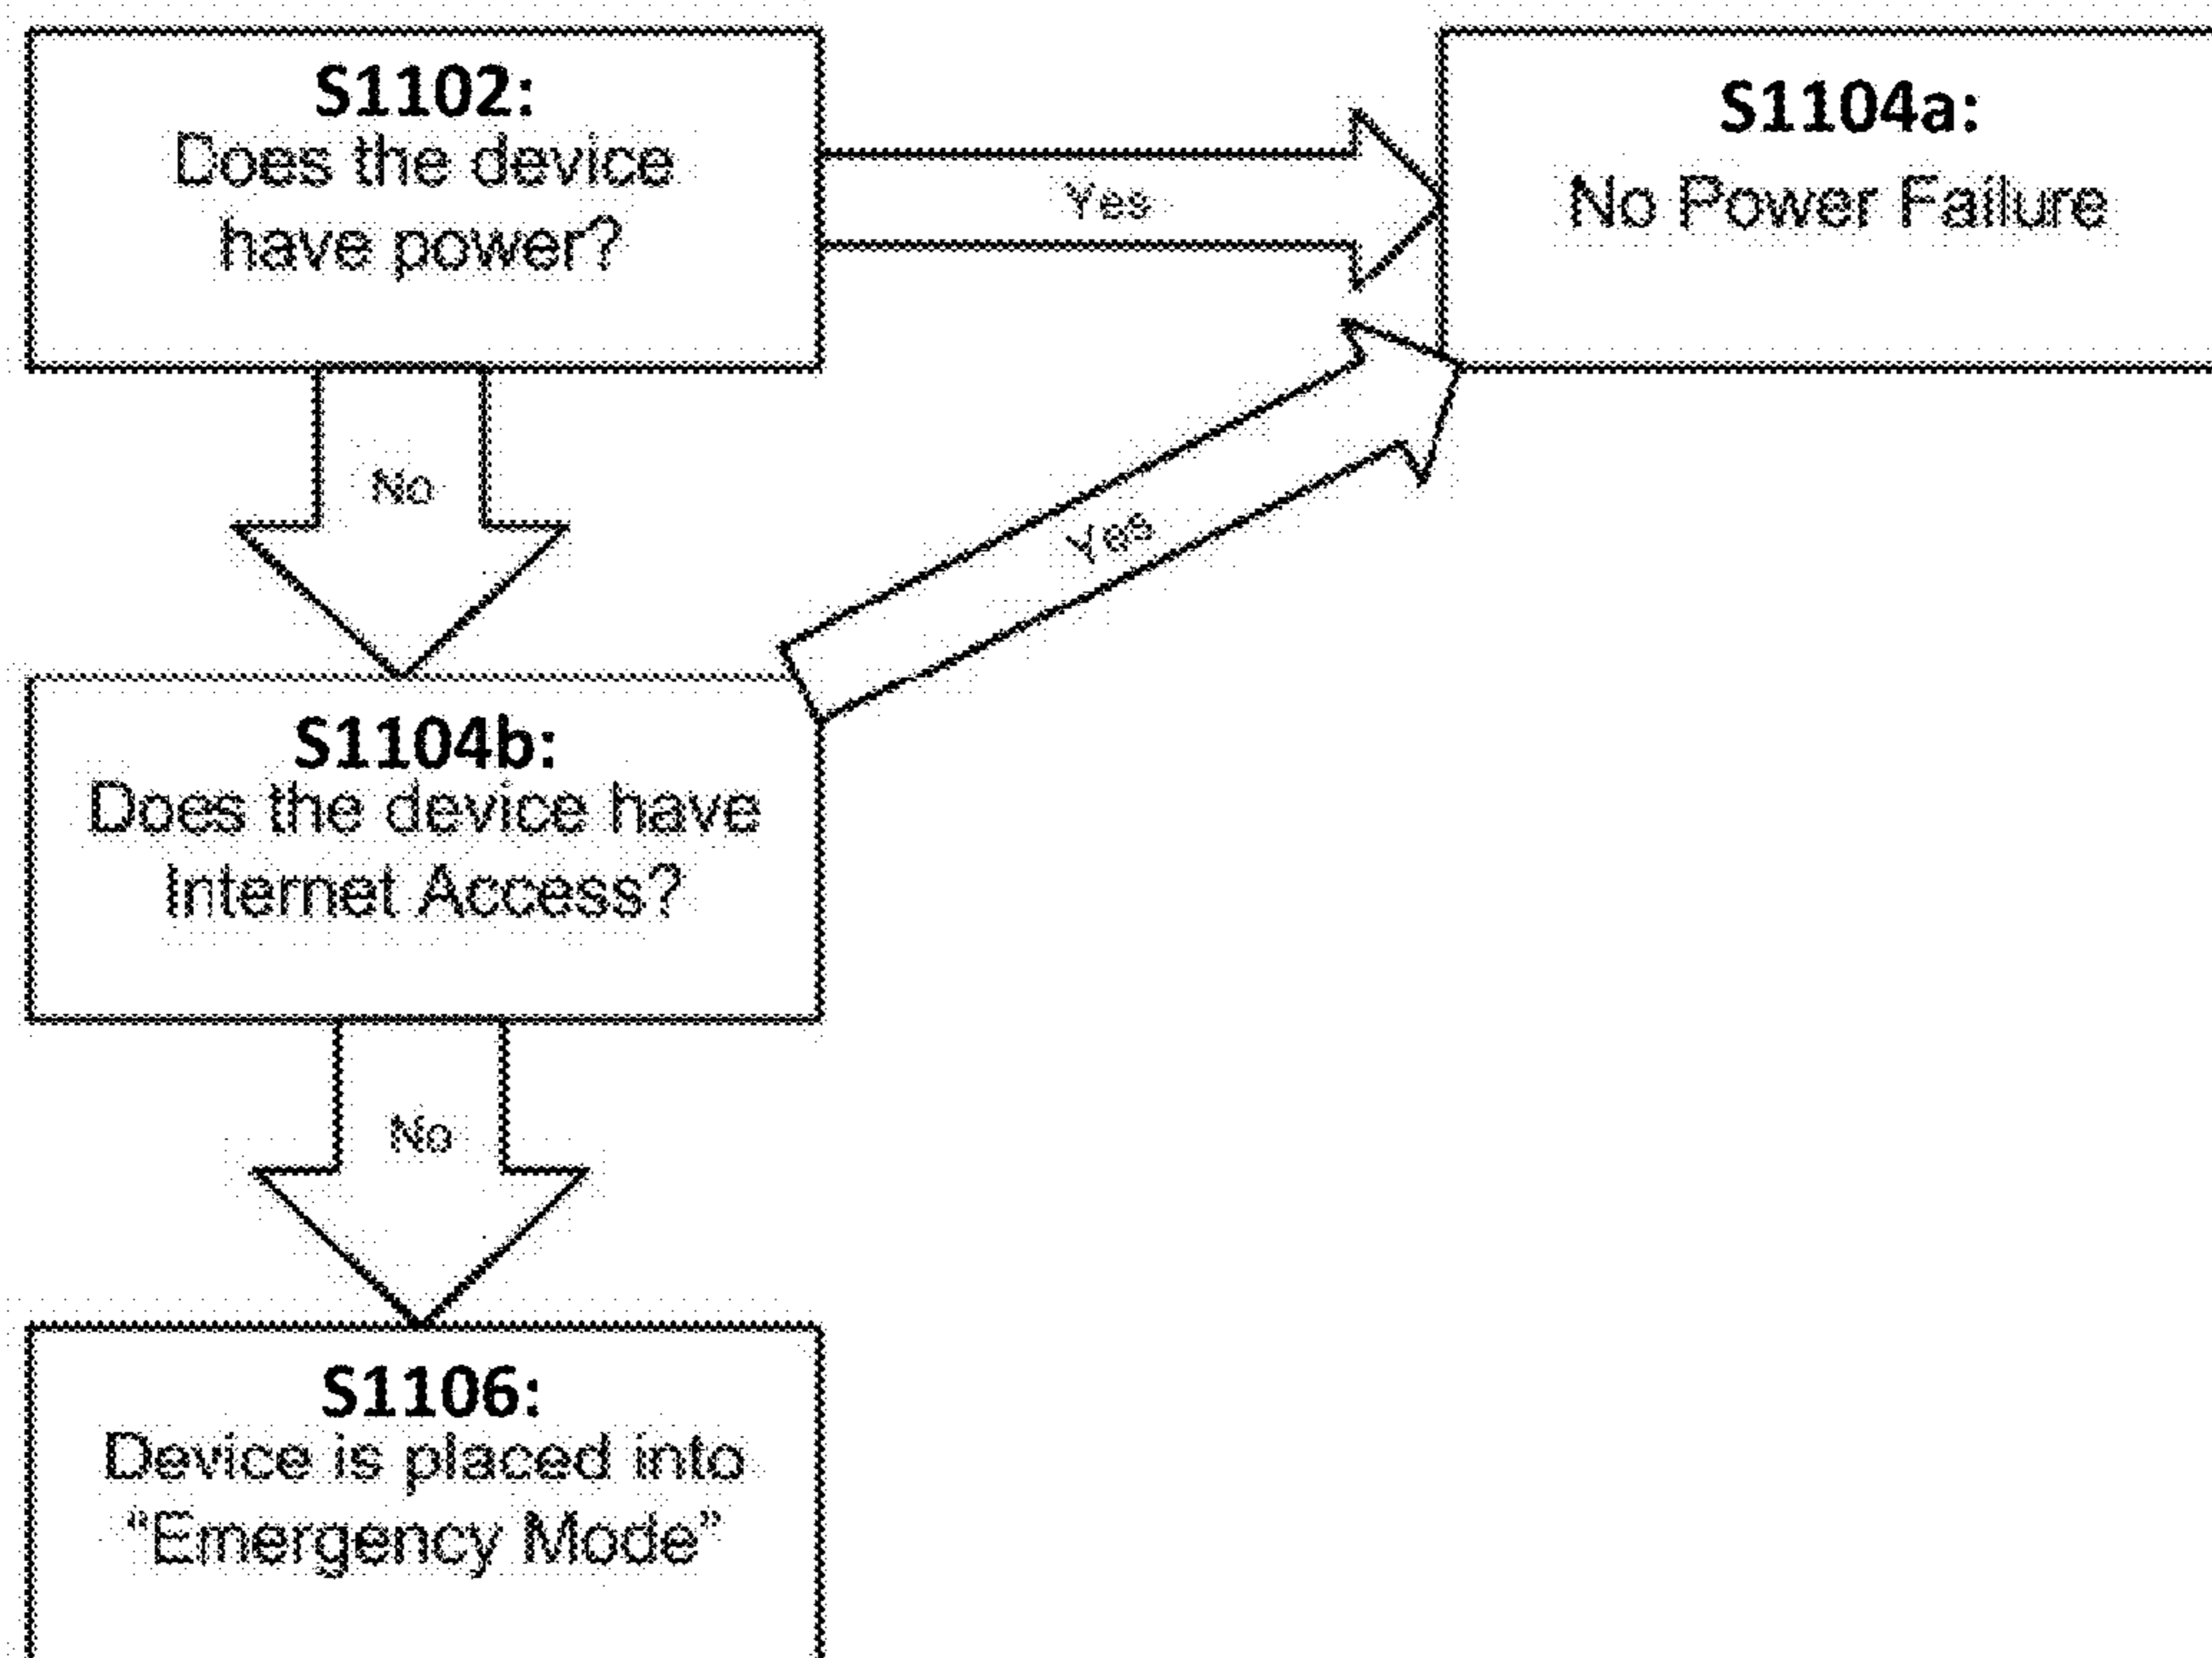 S1102:
Does the device
have power?
Yes
S1104a:
No Power Failure
No
Yes
S1104b:
Does the device have
Internet Access?
No
S1106:
Device is placed into
“Emergency Mode”